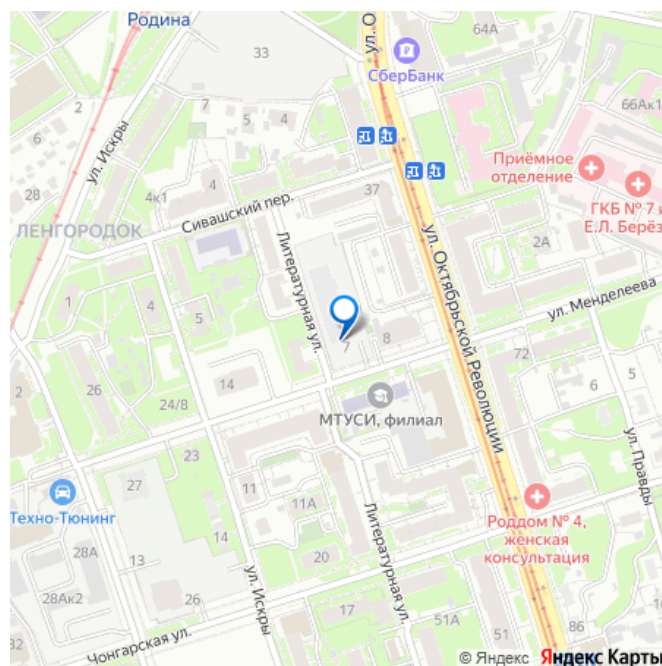 Родина
ул. О
33
64А
СберБанк
2
7
5
66Ак1
6
4
ул. Искры
Приёмное
отделение
28
4к1
4
37
ГКБ № 7 и
Е.Л. Берёз
Сивашский пер.
ЛЕНГОРОДОК
Литературная ул.
ул. Октябрьской Революции
2А
ул. Менделеева
1
4
5
7
8
72
2
26
14
6
5
24/8
МТУСИ, филиал
ул. Правды
23
27
11
11А
Техно-Тюнинг
Роддом № 4,
женская
консультация
28А
14
13
20
Литературная ул.
28Ак2
26
ул. Искры
17
51А
32
Чонгарская ул.
51
86
© Яндекс Яндекс Карты